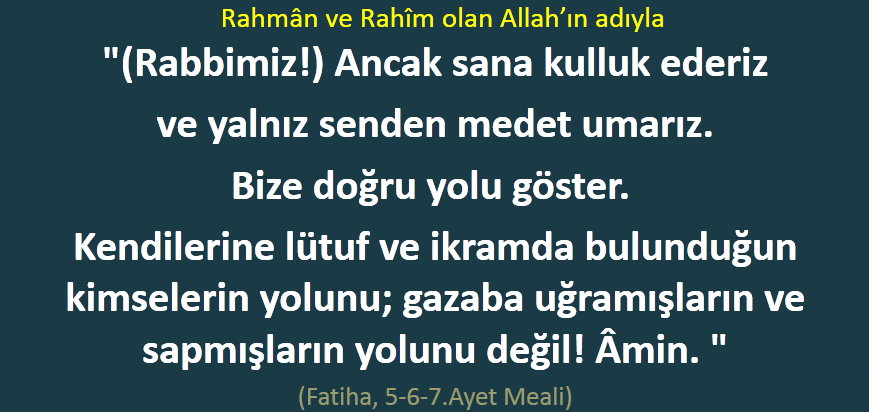 Rahmân ve Rahîm olan Allah’ın adıyla
"(Rabbimiz!) Ancak sana kulluk ederiz
ve yalnız senden medet umarız.
Bize doğru yolu göster.
Kendilerine lütuf ve ikramda bulunduğun
kimselerin yolunu; gazaba uğramışların ve
sapmışların yolunu değil! Âmin. "
(Fatiha, 5-6-7.Ayet Meali)